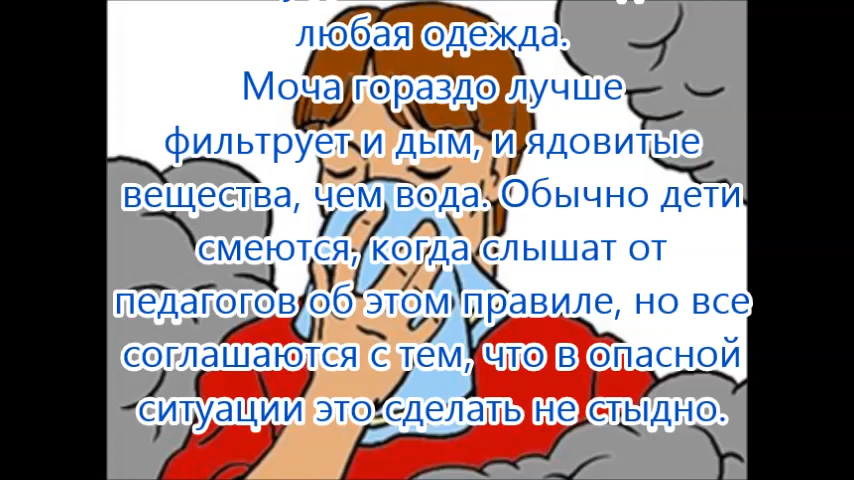 любая одежда.
Моча гораздо лучше
фильтрует и дым, и ядовитые
вещества, чем вода. Обычно дети
смеются, когда слышат от
педагогов об этом правиле, но все
соглашаются с тем, что в опасной
ситуации это сделать не стыдно.